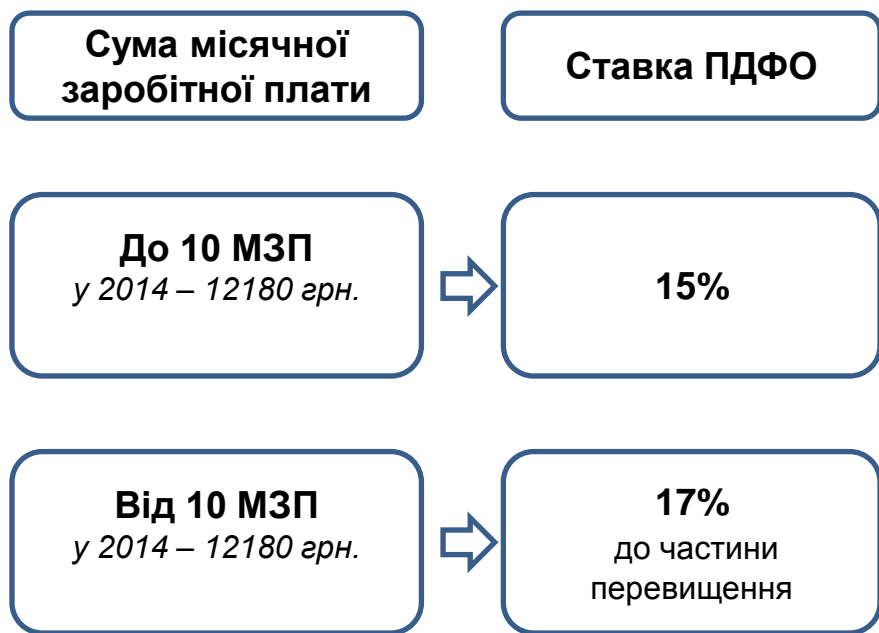 Сума місячної
заробітної плати
Ставка ПДФО
До 10 МЗП
у 2014 – 12180 грн.
15%
Від 10 МЗП
у 2014 – 12180 грн.
17%
до частини
перевищення